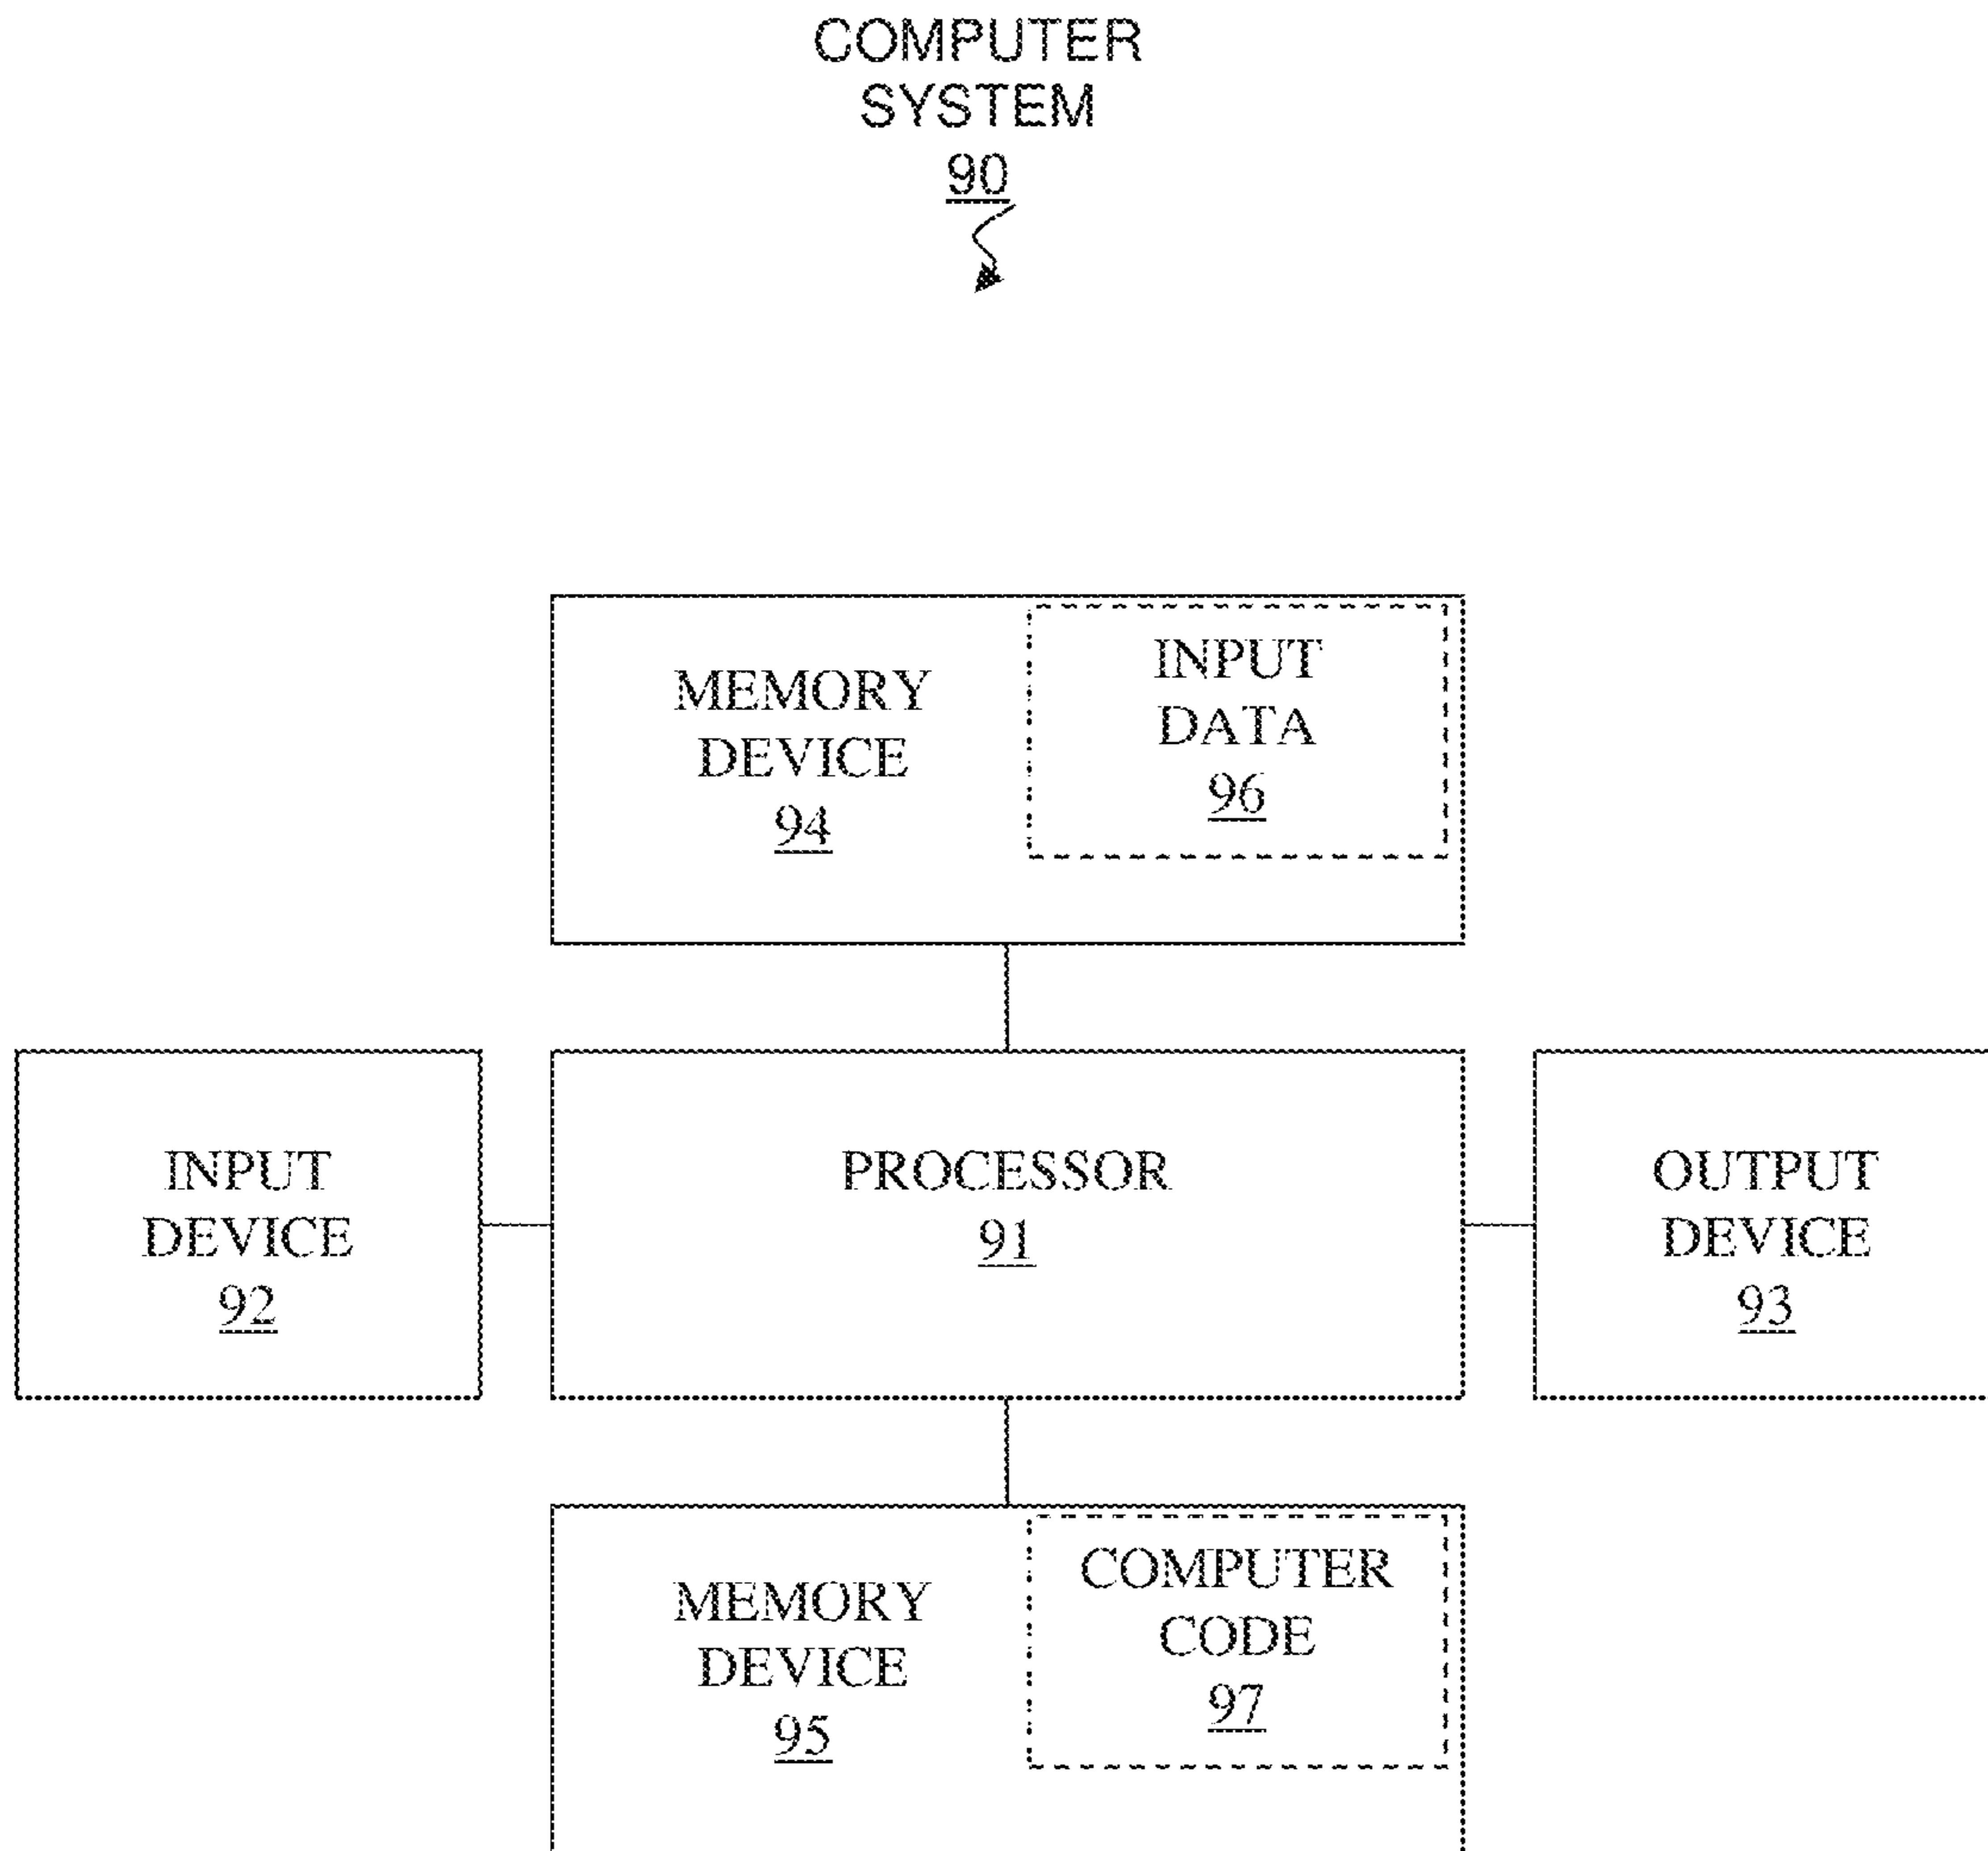 COMPUTER
SYSTEM
90
MEMORY
DEVICE
94
INPUT
DATA
96
INPUT
DEVICE
92
PROCESSOR
91
OUTPUT
DEVICE
93
MEMORY
DEVICE
95
COMPUTER
CODE
97